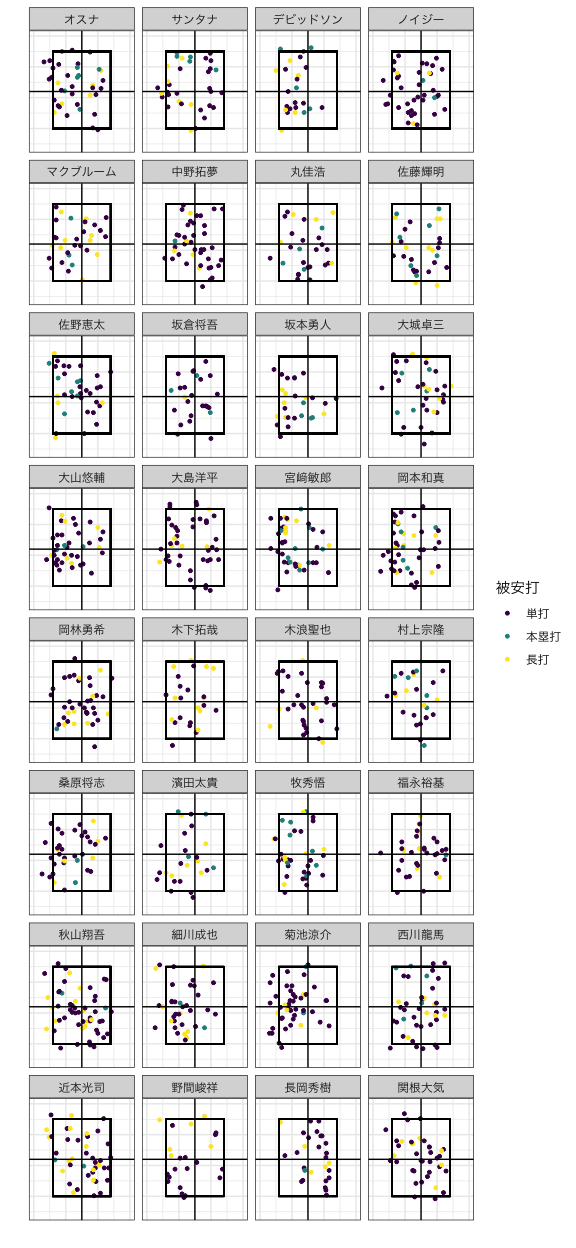 オスナ
サンタナ
デビッドソン
ノイジー
マクブルーム
中野拓夢
丸佳浩
佐藤輝明
佐野恵太
坂倉将吾
坂本勇人
大城卓三
大山悠輔
大島洋平
宮﨑敏郎
岡本和真
岡林勇希
木下拓哉
木浪聖也
村上宗隆
桑原将志
濱田太貴
牧秀悟
福永裕基
秋山翔吾
細川成也
菊池涼介
西川龍馬
近本光司
野間峻祥
長岡秀樹
関根大気
被安打
単打
本塁打
長打